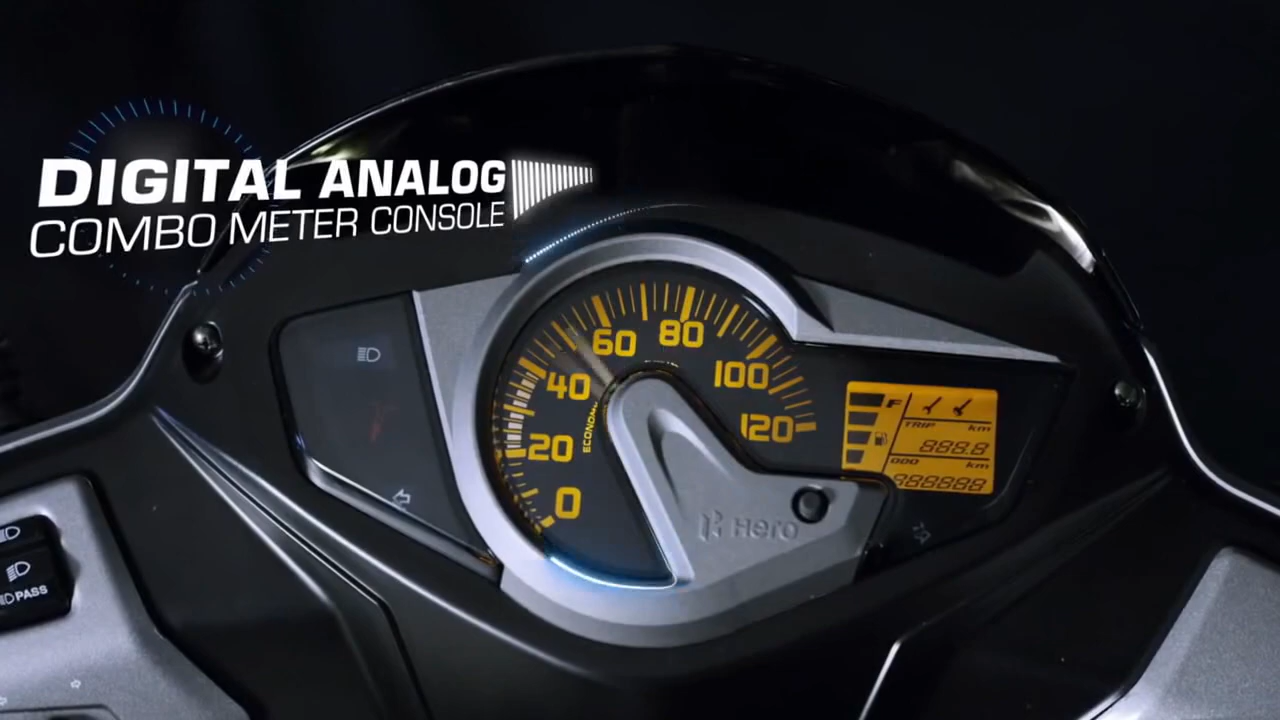 DIGITAL ANALOG
COMBO METER CONSOLE
60
80
40
100
120
20
ECONOMY
0
F
TRIP km
888.8
ODO km
888888
Hero
PASS